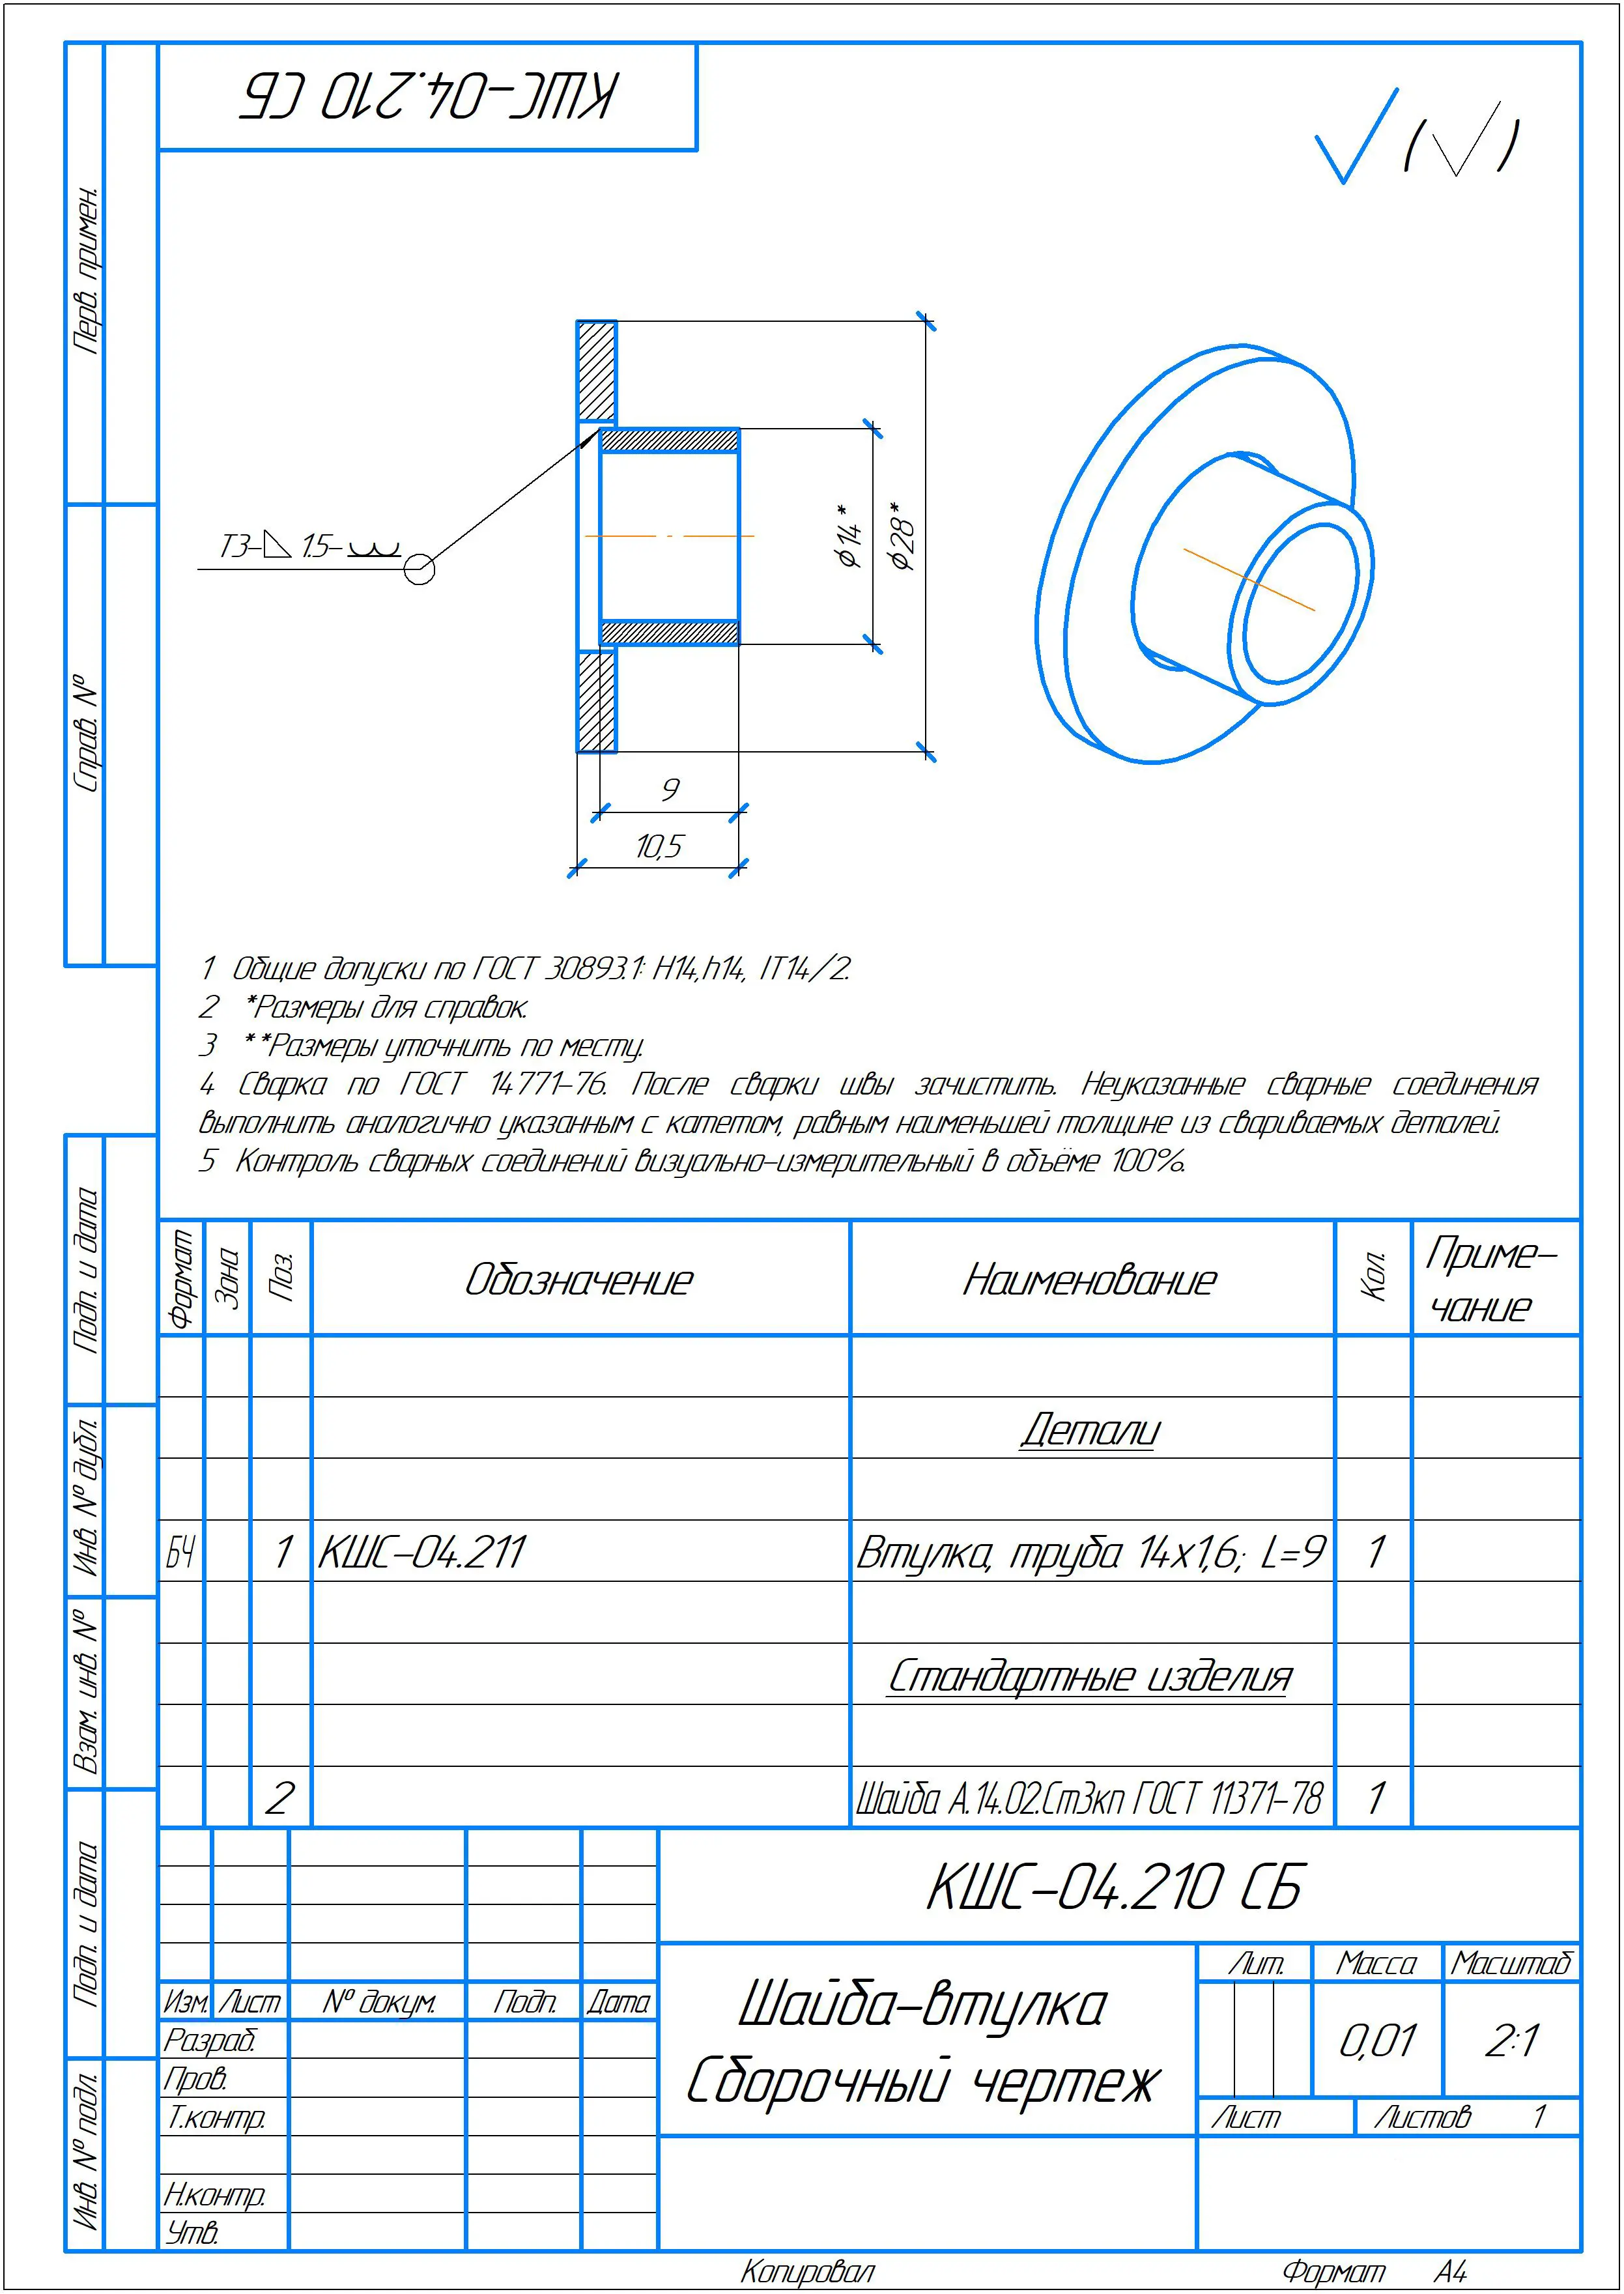 КШС-04.210 СБ
Перв. примен.
Справ. №
Т3-◺ 1.5-
⌀14*
⌀28*
9
10,5
1 Общие допуски по ГОСТ 30893.1: Н14,h14, IT14/2.
2 *Размеры для справок.
3 **Размеры уточнить по месту.
4 Сварка по ГОСТ 14771-76. После сварки швы зачистить. Неуказанные сварные соединения
выполнить аналогично указанным с катетом, равным наименьшей толщине из свариваемых деталей.
5 Контроль сварных соединений визуально-измерительный в объёме 100%.
Подп. и дата
Инв. № дубл.
Взам. инв. №
Подп. и дата
Инв. № подл.
Формат Зона Поз. Обозначение Наименование Кол. Приме-
чание
Детали
БЧ 1 КШС-04.211 Втулка, труба 14х1,6; L=9 1
Стандартные изделия
2 Шайба А.14.02.Ст3кп ГОСТ 11371-78 1
КШС-04.210 СБ
Изм. Лист № докум. Подп. Дата
Разраб.
Пров.
Т.контр.
Н.контр.
Утв.
Шайба-втулка
Сборочный чертеж
Лит. Масса Масштаб
0,01 2:1
Лист Листов 1
Копировал Формат А4